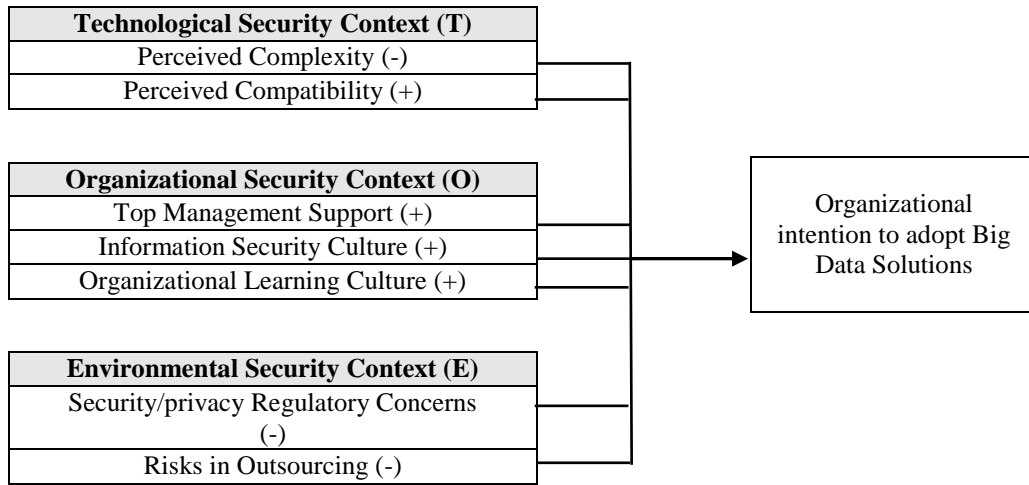 Technological Security Context (T)
Perceived Complexity (-)
Perceived Compatibility (+)
Organizational Security Context (O)
Top Management Support (+)
Information Security Culture (+)
Organizational Learning Culture (+)
Environmental Security Context (E)
Security/privacy Regulatory Concerns
(-)
Risks in Outsourcing (-)
Organizational
intention to adopt Big
Data Solutions